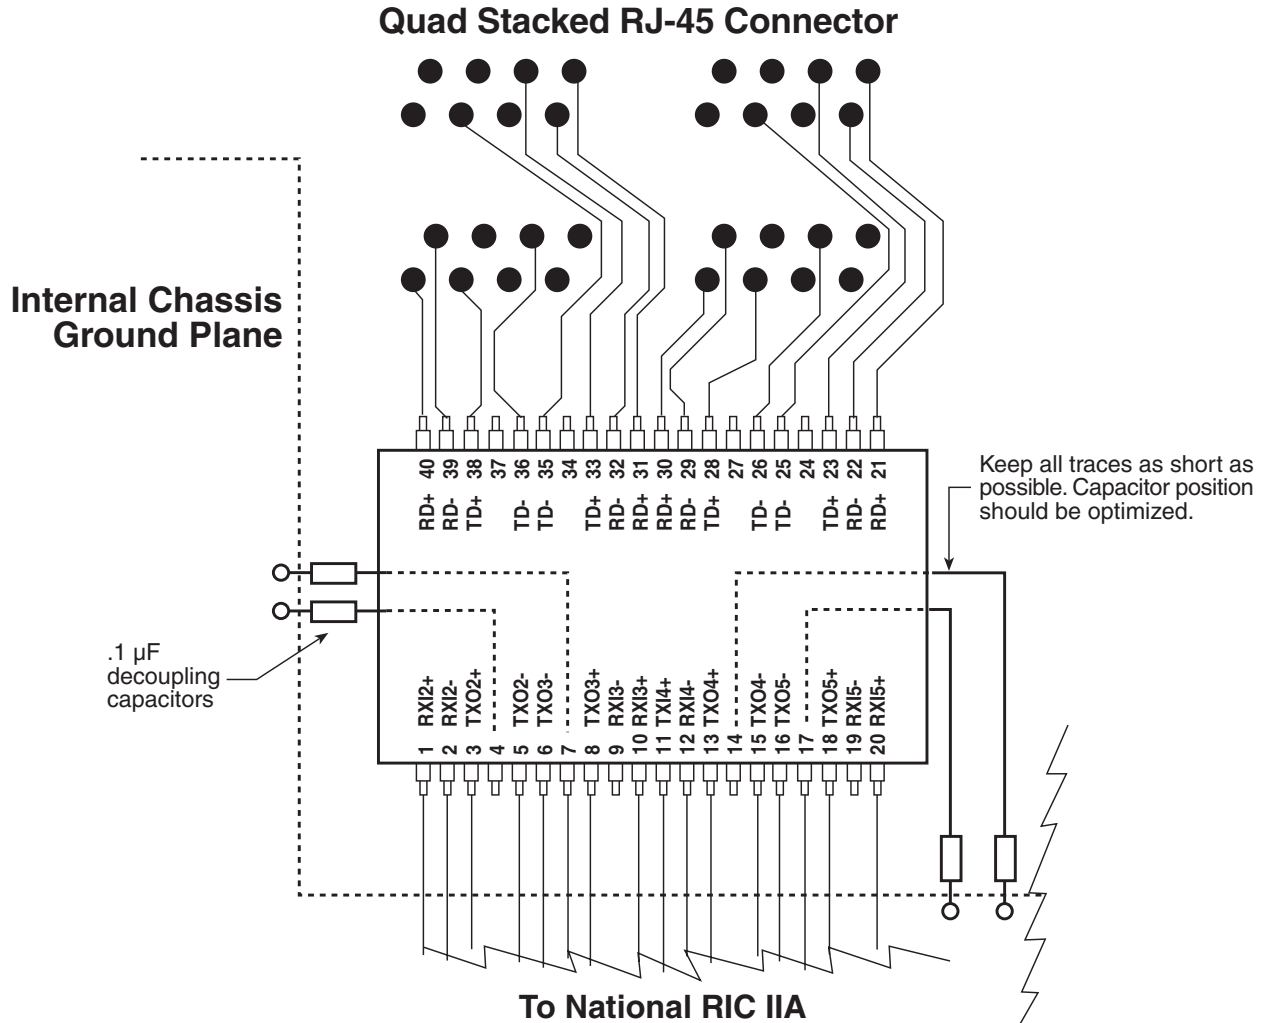 Quad Stacked RJ-45 Connector
Internal Chassis
Ground Plane
40 39 38 37 36 35 34 33 32 31 30 29 28 27 26 25 24 23 22 21
RD+ RD- TD+ TD- TD- TD+ RD- RD+ RD+ RD- TD+ TD- TD- TD+ RD- RD+
Keep all traces as short as
possible. Capacitor position
should be optimized.
.1 µF
decoupling
capacitors
RXI2+ RXI2- TXO2+ TXO2- TXO3- TXO3+ RXI3- RXI3+ TXI4+ RXI4- TXO4+ TXO4- TXO5- TXO5+ RXI5- RXI5+
1 2 3 4 5 6 7 8 9 10 11 12 13 14 15 16 17 18 19 20
To National RIC IIA